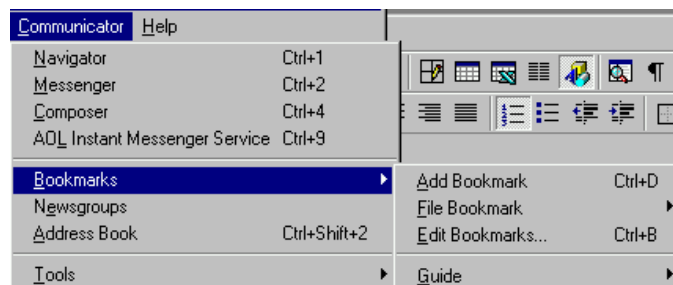 Communicator Help
Navigator Ctrl+1
Messenger Ctrl+2
Composer Ctrl+4
AOL Instant Messenger Service Ctrl+9
Bookmarks
Newsgroups
Address Book Ctrl+Shift+2
Tools
Add Bookmark Ctrl+D
File Bookmark
Edit Bookmarks... Ctrl+B
Guide